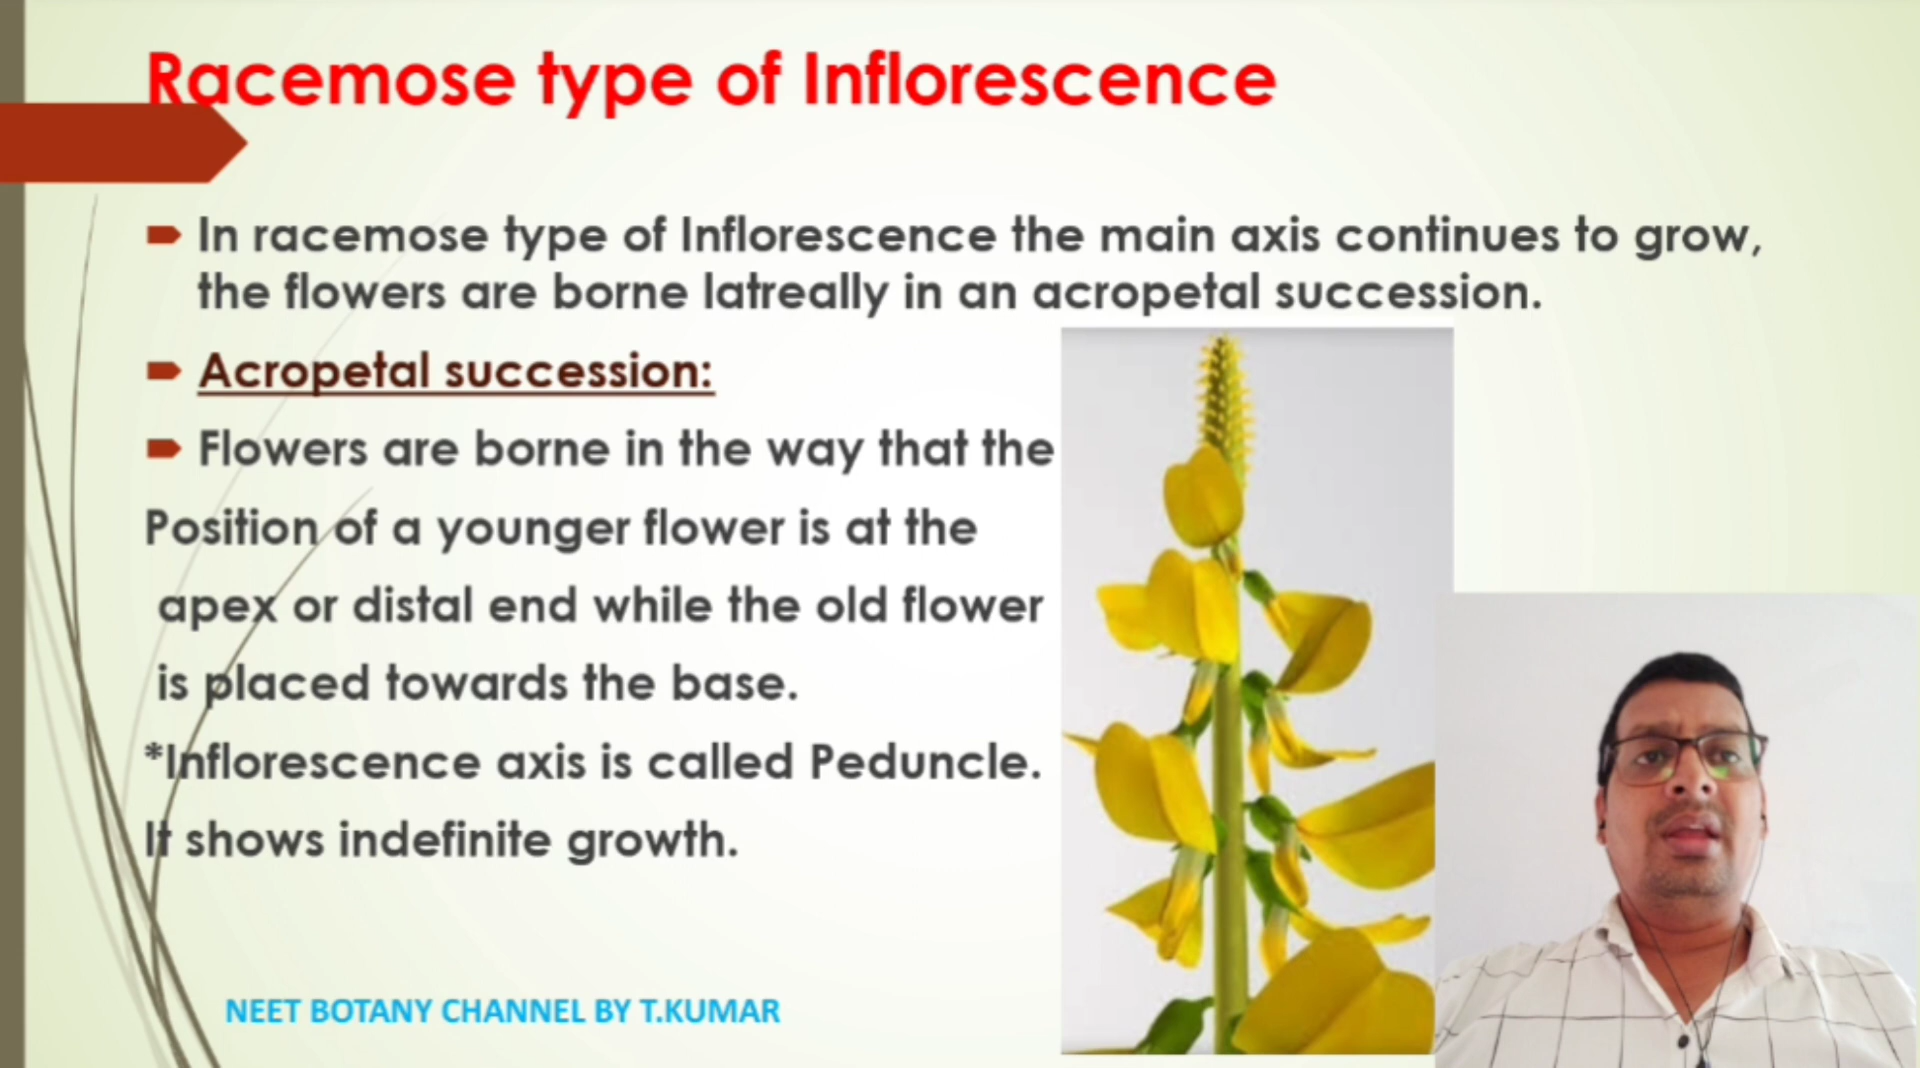 Racemose type of Inflorescence
In racemose type of Inflorescence the main axis continues to grow,
the flowers are borne latreally in an acropetal succession.
Acropetal succession:
Flowers are borne in the way that the
Position of a younger flower is at the
apex or distal end while the old flower
is placed towards the base.
*Inflorescence axis is called Peduncle.
It shows indefinite growth.
NEET BOTANY CHANNEL BY T.KUMAR